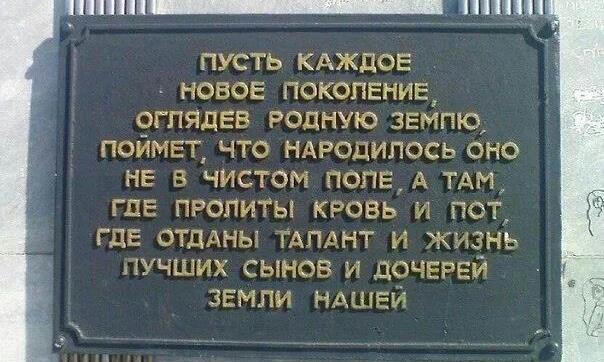 ПУСТЬ КАЖДОЕ
НОВОЕ ПОКОЛЕНИЕ,
ОГЛЯДЕВ РОДНУЮ ЗЕМЛЮ,
ПОЙМЕТ, ЧТО НАРОДИЛОСЬ ОНО
НЕ В ЧИСТОМ ПОЛЕ, А ТАМ,
ГДЕ ПРОЛИТЫ КРОВЬ И ПОТ,
ГДЕ ОТДАНЫ ТАЛАНТ И ЖИЗНЬ
ЛУЧШИХ СЫНОВ И ДОЧЕРЕЙ
ЗЕМЛИ НАШЕЙ